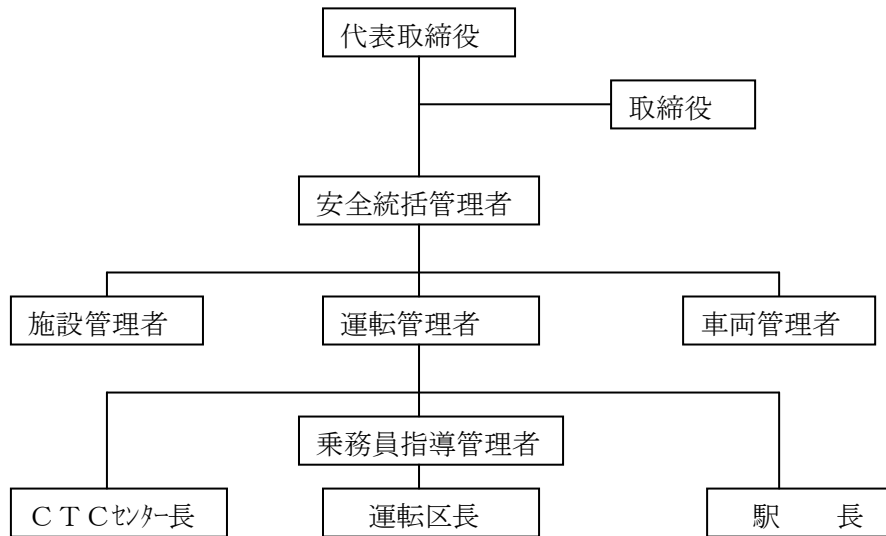 代表取締役
取締役
安全統括管理者
施設管理者
運転管理者
車両管理者
乗務員指導管理者
ＣＴＣｾﾝﾀｰ長
運転区長
駅　　長